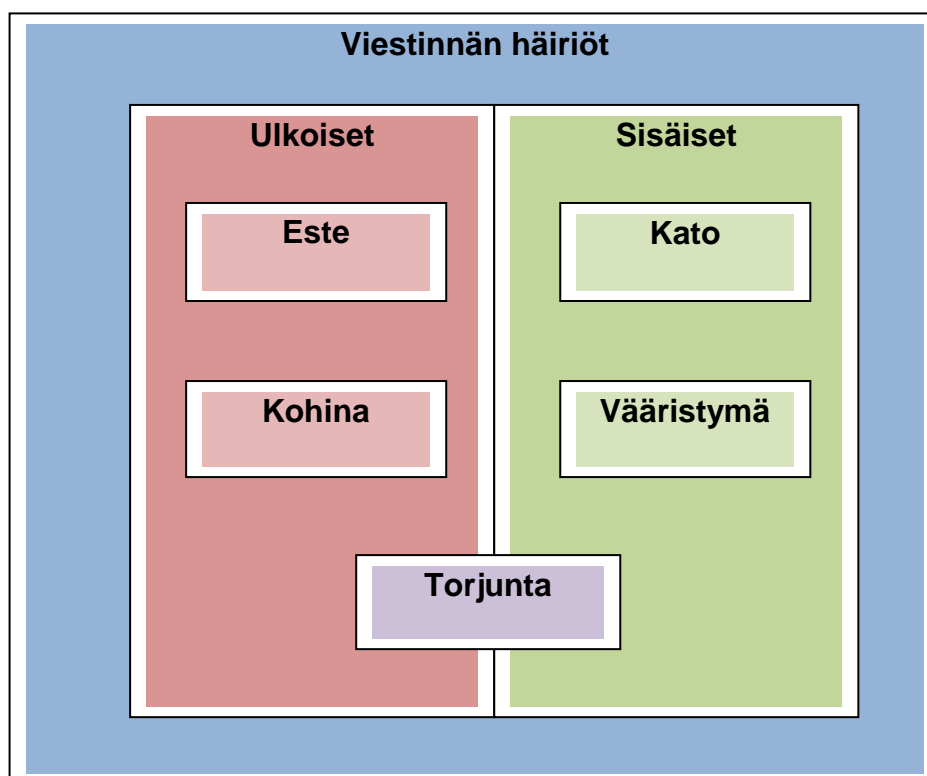 Viestinnän häiriöt
Ulkoiset
Sisäiset
Este
Kato
Kohina
Vääristymä
Torjunta